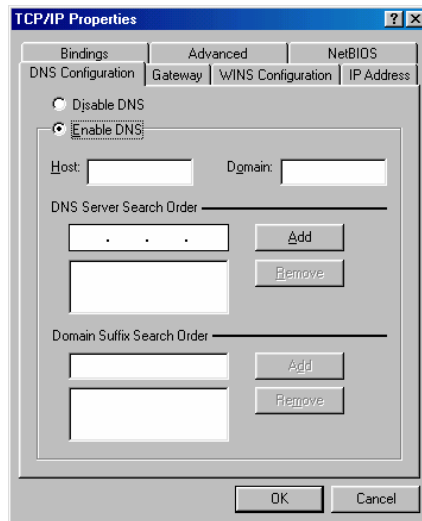 TCP/IP Properties
Bindings Advanced NetBIOS
DNS Configuration Gateway WINS Configuration IP Address
Disable DNS
Enable DNS
Host: Domain:
DNS Server Search Order
. . . Add
Remove
Domain Suffix Search Order
Add
Remove
OK Cancel